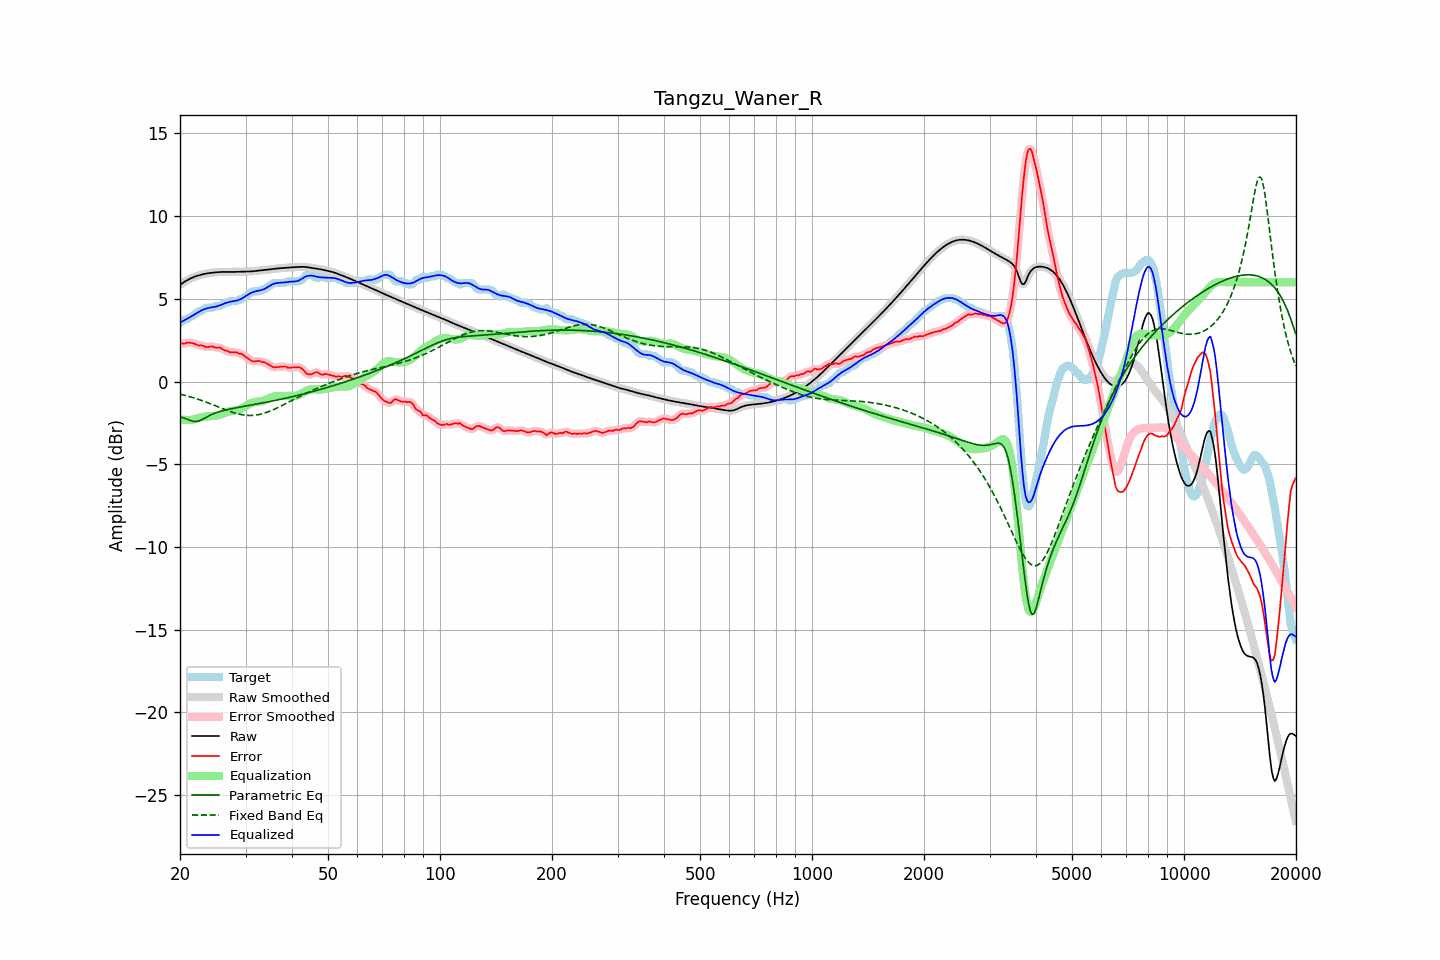 Tangzu_Waner_R
Amplitude (dBr)
15
10
5
0
−5
−10
−15
−20
−25
Target
Raw Smoothed
Error Smoothed
Raw
Error
Equalization
Parametric Eq
Fixed Band Eq
Equalized
20
50
100
200
500
1000
2000
5000
10000
20000
Frequency (Hz)